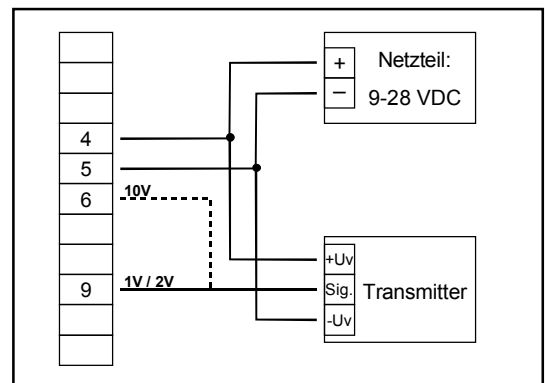 + Netzteil:
– 9-28 VDC
4
5
6 10V
+Uv
9 1V / 2V Sig. Transmitter
-Uv